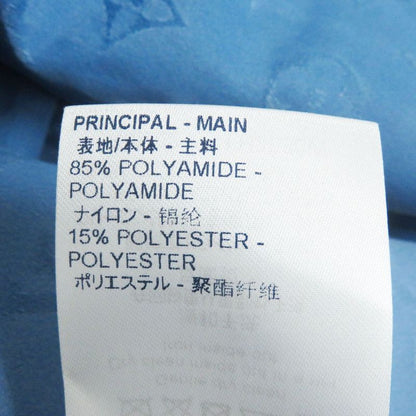 PRINCIPAL - MAIN
表地/本体 - 主料
85% POLYAMIDE -
POLYAMIDE
ナイロン - 锦纶
15% POLYESTER -
POLYESTER
ポリエステル - 聚酯纤维